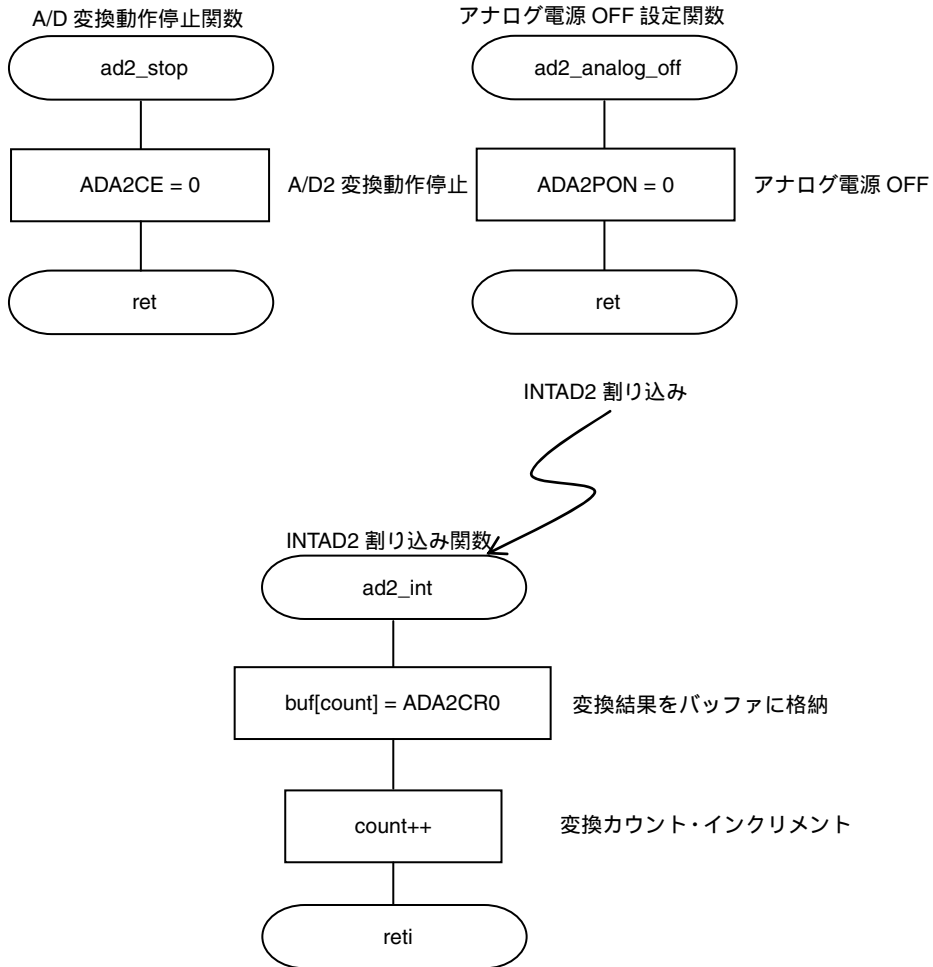 A/D 変換動作停止関数
ad2_stop
ADA2CE = 0
A/D2 変換動作停止
ret
アナログ電源 OFF 設定関数
ad2_analog_off
ADA2PON = 0
アナログ電源 OFF
ret
INTAD2 割り込み
INTAD2 割り込み関数
ad2_int
buf[count] = ADA2CR0
変換結果をバッファに格納
count++
変換カウント・インクリメント
reti